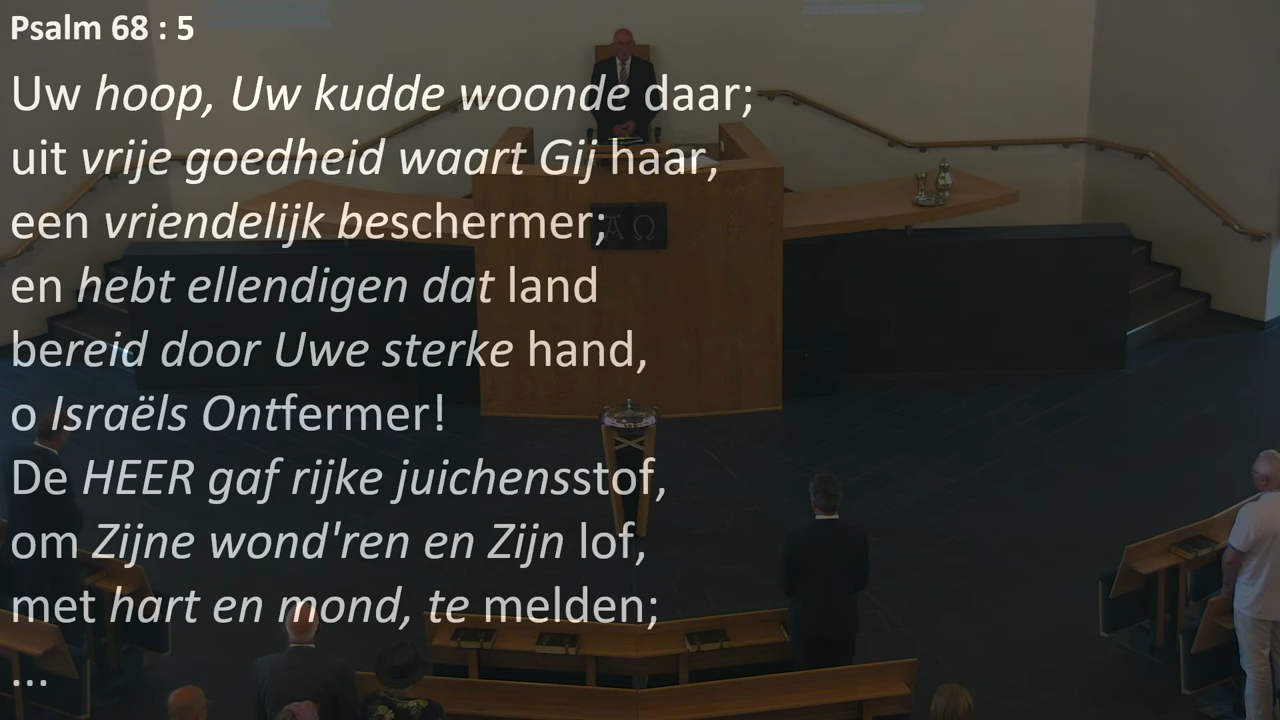 Psalm 68 : 5
Uw hoop, Uw kudde woonde daar;
uit vrije goedheid waart Gij haar,
een vriendelijk beschermer;
en hebt ellendigen dat land
bereid door Uwe sterke hand,
o Israëls Ontfermer!
De HEER gaf rijke juichensstof,
om Zijne wond'ren en Zijn lof,
met hart en mond, te melden;
...
Α Ω